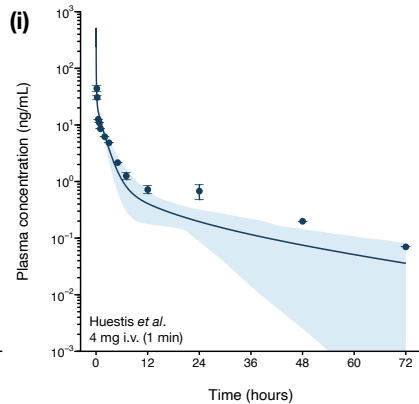 (i)
Plasma concentration (ng/mL)
10³
10²
10¹
10⁰
10⁻¹
10⁻²
10⁻³
Huestis et al.
4 mg i.v. (1 min)
0 12 24 36 48 60 72
Time (hours)